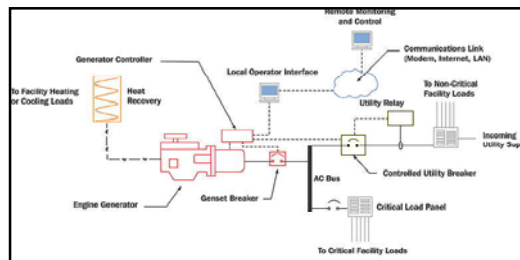 Remote Monitoring
and Control
Generator Controller
Communications Link
(Modem, Internet, LAN)
Local Operator Interface
To Facility Heating
or Cooling Loads
Heat
Recovery
To Non-Critical
Facility Loads
Utility Relay
Incoming
Utility Sup
Controlled Utility Breaker
AC Bus
Engine Generator
Genset Breaker
Critical Load Panel
To Critical Facility Loads